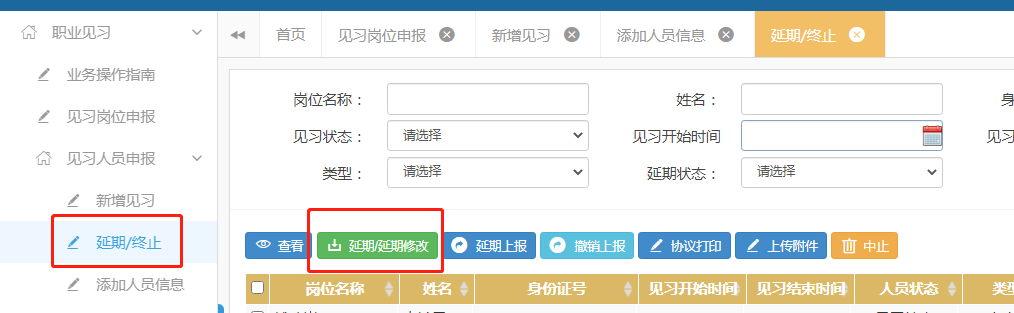 职业见习
业务操作指南
见习岗位申报
见习人员申报
新增见习
延期/终止
添加人员信息
首页 见习岗位申报 新增见习 添加人员信息 延期/终止
岗位名称： 姓名： 身
见习状态： 请选择 见习开始时间 见习
类型： 请选择 延期状态： 请选择
查看 延期/延期修改 延期上报 撤销上报 协议打印 上传附件 中止
岗位名称 姓名 身份证号 见习开始时间 见习结束时间 人员状态 类型